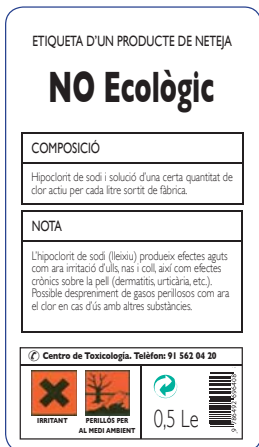 ETIQUETA D'UN PRODUCTE DE NETEJA
NO Ecològic
COMPOSICIÓ
Hipoclorit de sodi i solució d'una certa quantitat de
clor actiu per cada litre sortit de fàbrica.
NOTA
L'hipoclorit de sodi (lleixiu) produeix efectes aguts
com ara irritació d'ulls, nas i coll, així com efectes
crònics sobre la pell (dermatitis, urticària, etc.).
Possible despreniment de gasos perillosos com ara
el clor en cas d'ús amb altres substàncies.
✆ Centro de Toxicología. Telèfon: 91 562 04 20
IRRITANT
PERILLÓS PER
AL MEDI AMBIENT
0,5 Le